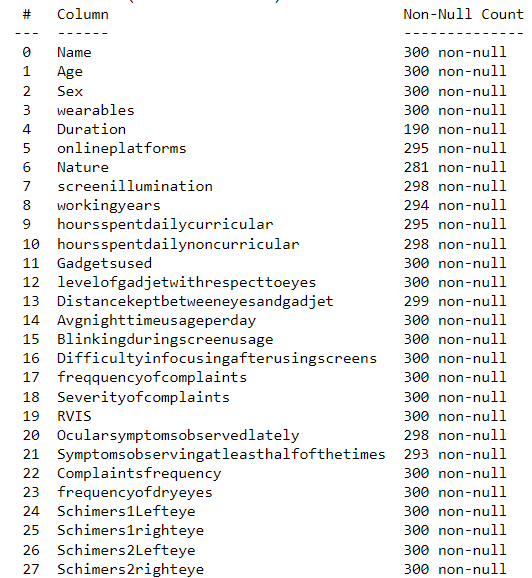 # Column Non-Null Count
--- ------ --------------
0 Name 300 non-null
1 Age 300 non-null
2 Sex 300 non-null
3 wearables 300 non-null
4 Duration 190 non-null
5 onlineplatforms 295 non-null
6 Nature 281 non-null
7 screenillumination 298 non-null
8 workingyears 294 non-null
9 hoursspentdailycurricular 295 non-null
10 hoursspentdailynoncurricular 298 non-null
11 Gadgetsused 300 non-null
12 levelofgadjetwithrespecttoeyes 300 non-null
13 Distancekeptbetweeneyesandgadjet 299 non-null
14 Avgnighttimeusageperday 300 non-null
15 Blinkingduringscreenusage 300 non-null
16 Difficultyinfocusingafterusingscreens 300 non-null
17 freqquencyofcomplaints 300 non-null
18 Severityofcomplaints 300 non-null
19 RVIS 300 non-null
20 Ocularsymptomsobservedlately 298 non-null
21 Symptomsobservingatleasthalfofthetimes 293 non-null
22 Complaintsfrequency 300 non-null
23 frequencyofdryeyes 300 non-null
24 Schimers1Lefteye 300 non-null
25 Schimers1righteye 300 non-null
26 Schimers2Lefteye 300 non-null
27 Schimers2righteye 300 non-null